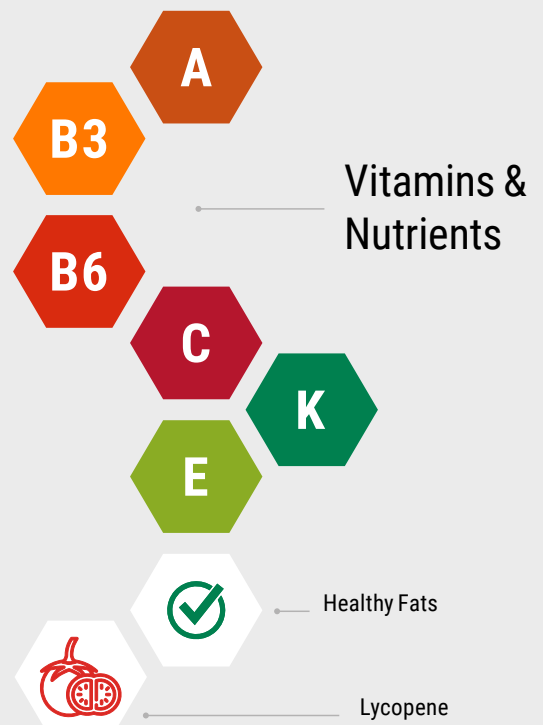 A
B3
Vitamins &
Nutrients
B6
C
K
E
Healthy Fats
Lycopene